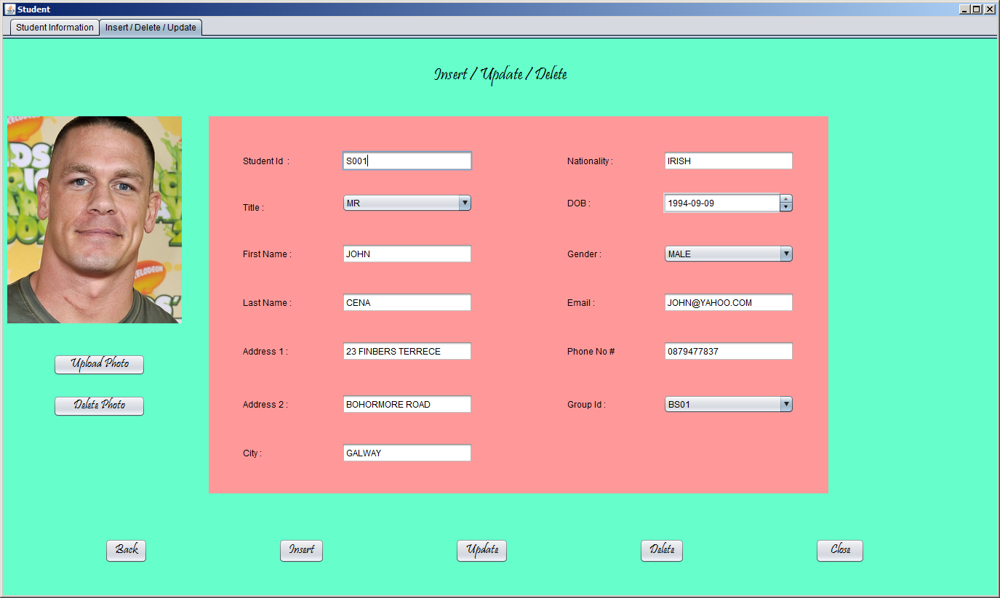 Student
Student Information
Insert / Delete / Update
Insert / Update / Delete
Student Id : S001
Title : MR
First Name : JOHN
Last Name : CENA
Address 1 : 23 FINBERS TERRECE
Address 2 : BOHORMORE ROAD
City : GALWAY
Nationality : IRISH
DOB : 1994-09-09
Gender : MALE
Email : JOHN@YAHOO.COM
Phone No # 0879477837
Group Id : BS01
Upload Photo
Delete Photo
Back
Insert
Update
Delete
Close